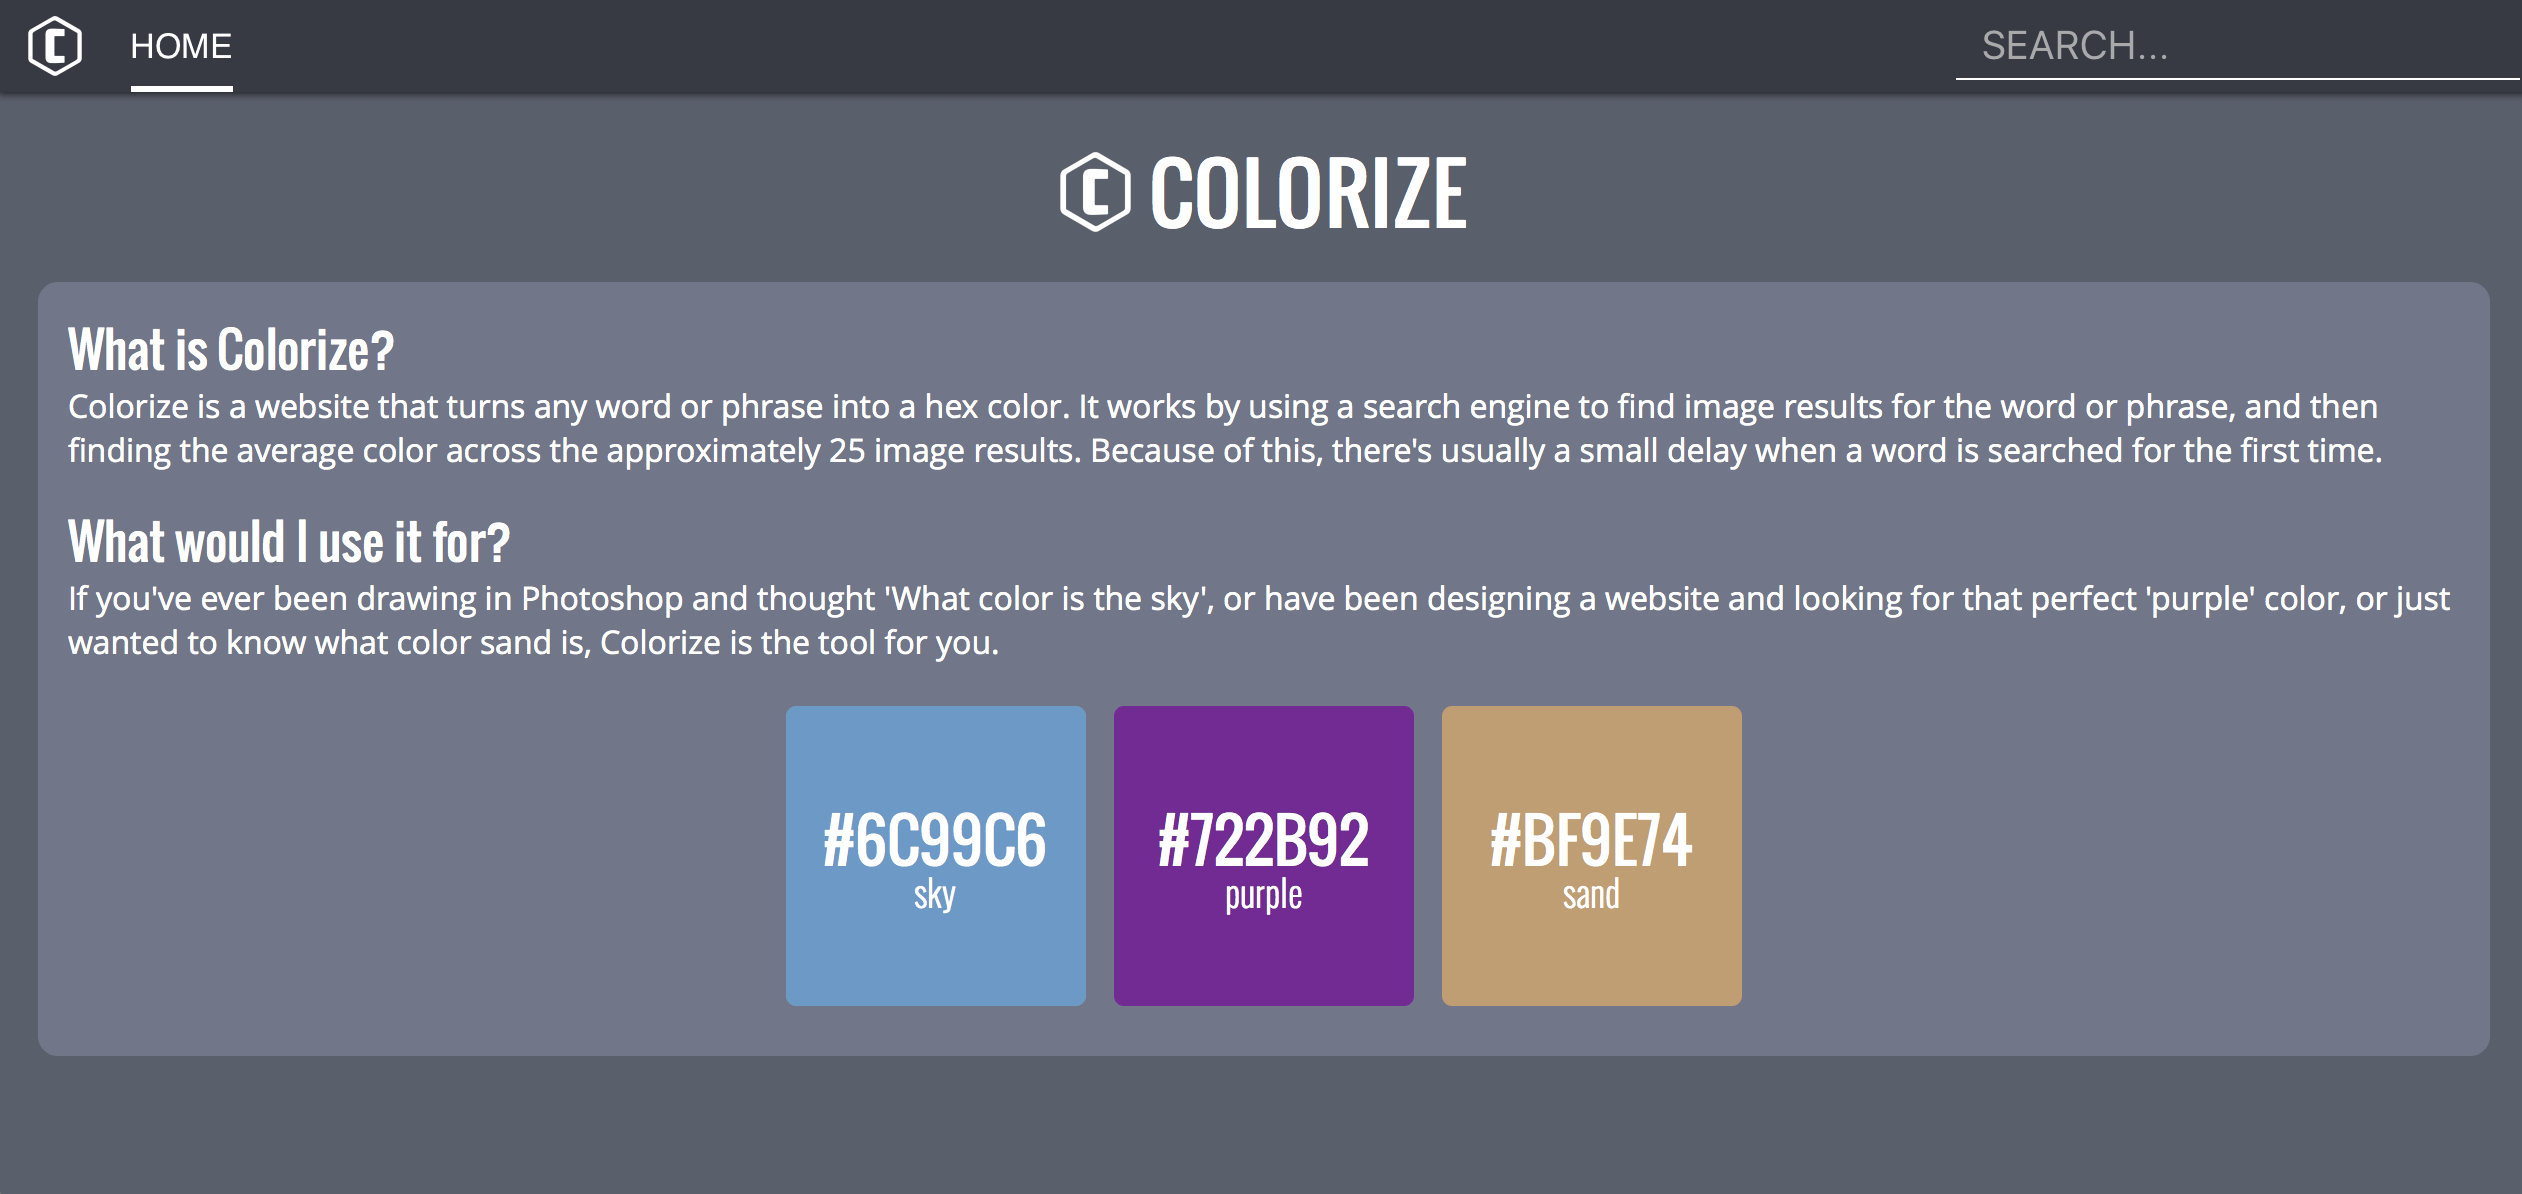 C HOME SEARCH...
C COLORIZE
What is Colorize?
Colorize is a website that turns any word or phrase into a hex color. It works by using a search engine to find image results for the word or phrase, and then
finding the average color across the approximately 25 image results. Because of this, there's usually a small delay when a word is searched for the first time.
What would I use it for?
If you've ever been drawing in Photoshop and thought 'What color is the sky', or have been designing a website and looking for that perfect 'purple' color, or just
wanted to know what color sand is, Colorize is the tool for you.
#6C99C6
sky
#722B92
purple
#BF9E74
sand